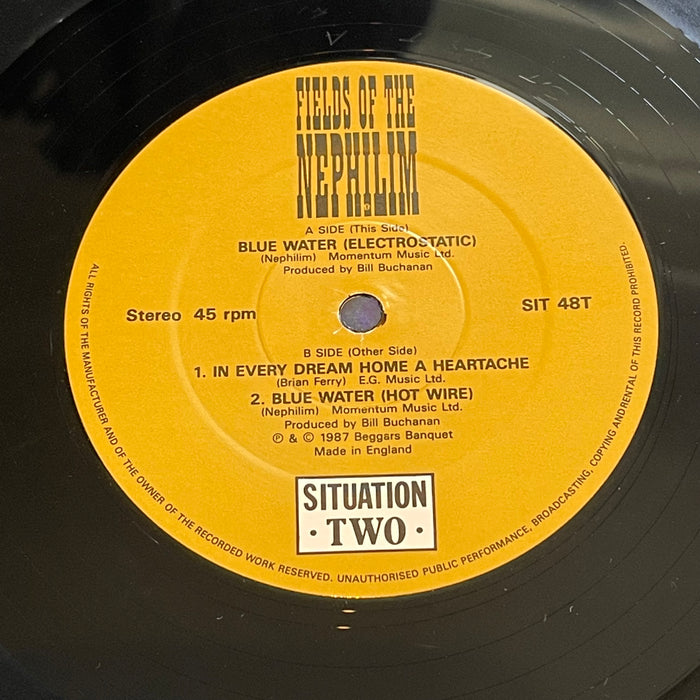 FIELDS OF THE
NEPHILIM
A SIDE (This Side)
BLUE WATER (ELECTROSTATIC)
(Nephilim) Momentum Music Ltd.
Produced by Bill Buchanan
Stereo 45 rpm
SIT 48T
B SIDE (Other Side)
1. IN EVERY DREAM HOME A HEARTACHE
(Brian Ferry) E.G. Music Ltd.
2. BLUE WATER (HOT WIRE)
(Nephilim) Momentum Music Ltd.
Produced by Bill Buchanan
℗ & © 1987 Beggars Banquet
Made in England
SITUATION
· TWO ·
ALL RIGHTS OF THE MANUFACTURER AND OF THE OWNER OF THE RECORDED WORK RESERVED. UNAUTHORISED PUBLIC PERFORMANCE, BROADCASTING, COPYING ANDRENTAL OF THIS RECORD PROHIBITED.